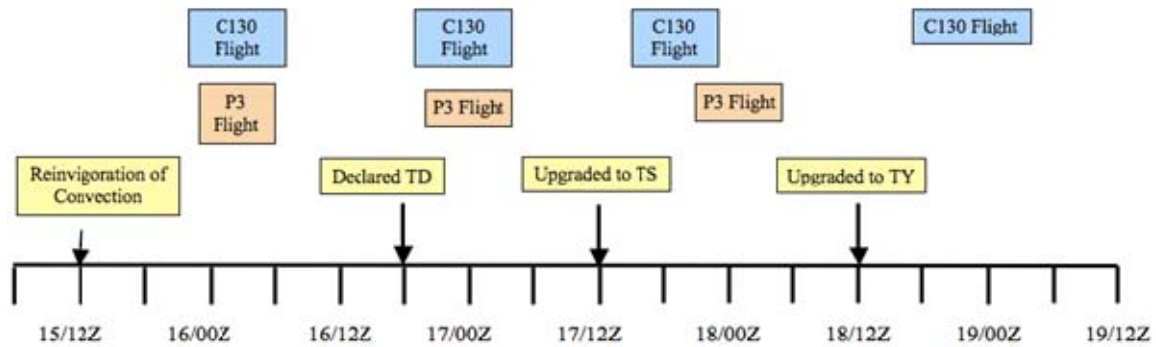 C130
Flight
C130
Flight
C130
Flight
C130 Flight
P3
Flight
P3 Flight
P3 Flight
Reinvigoration of
Convection
Declared TD
Upgraded to TS
Upgraded to TY
15/12Z
16/00Z
16/12Z
17/00Z
17/12Z
18/00Z
18/12Z
19/00Z
19/12Z